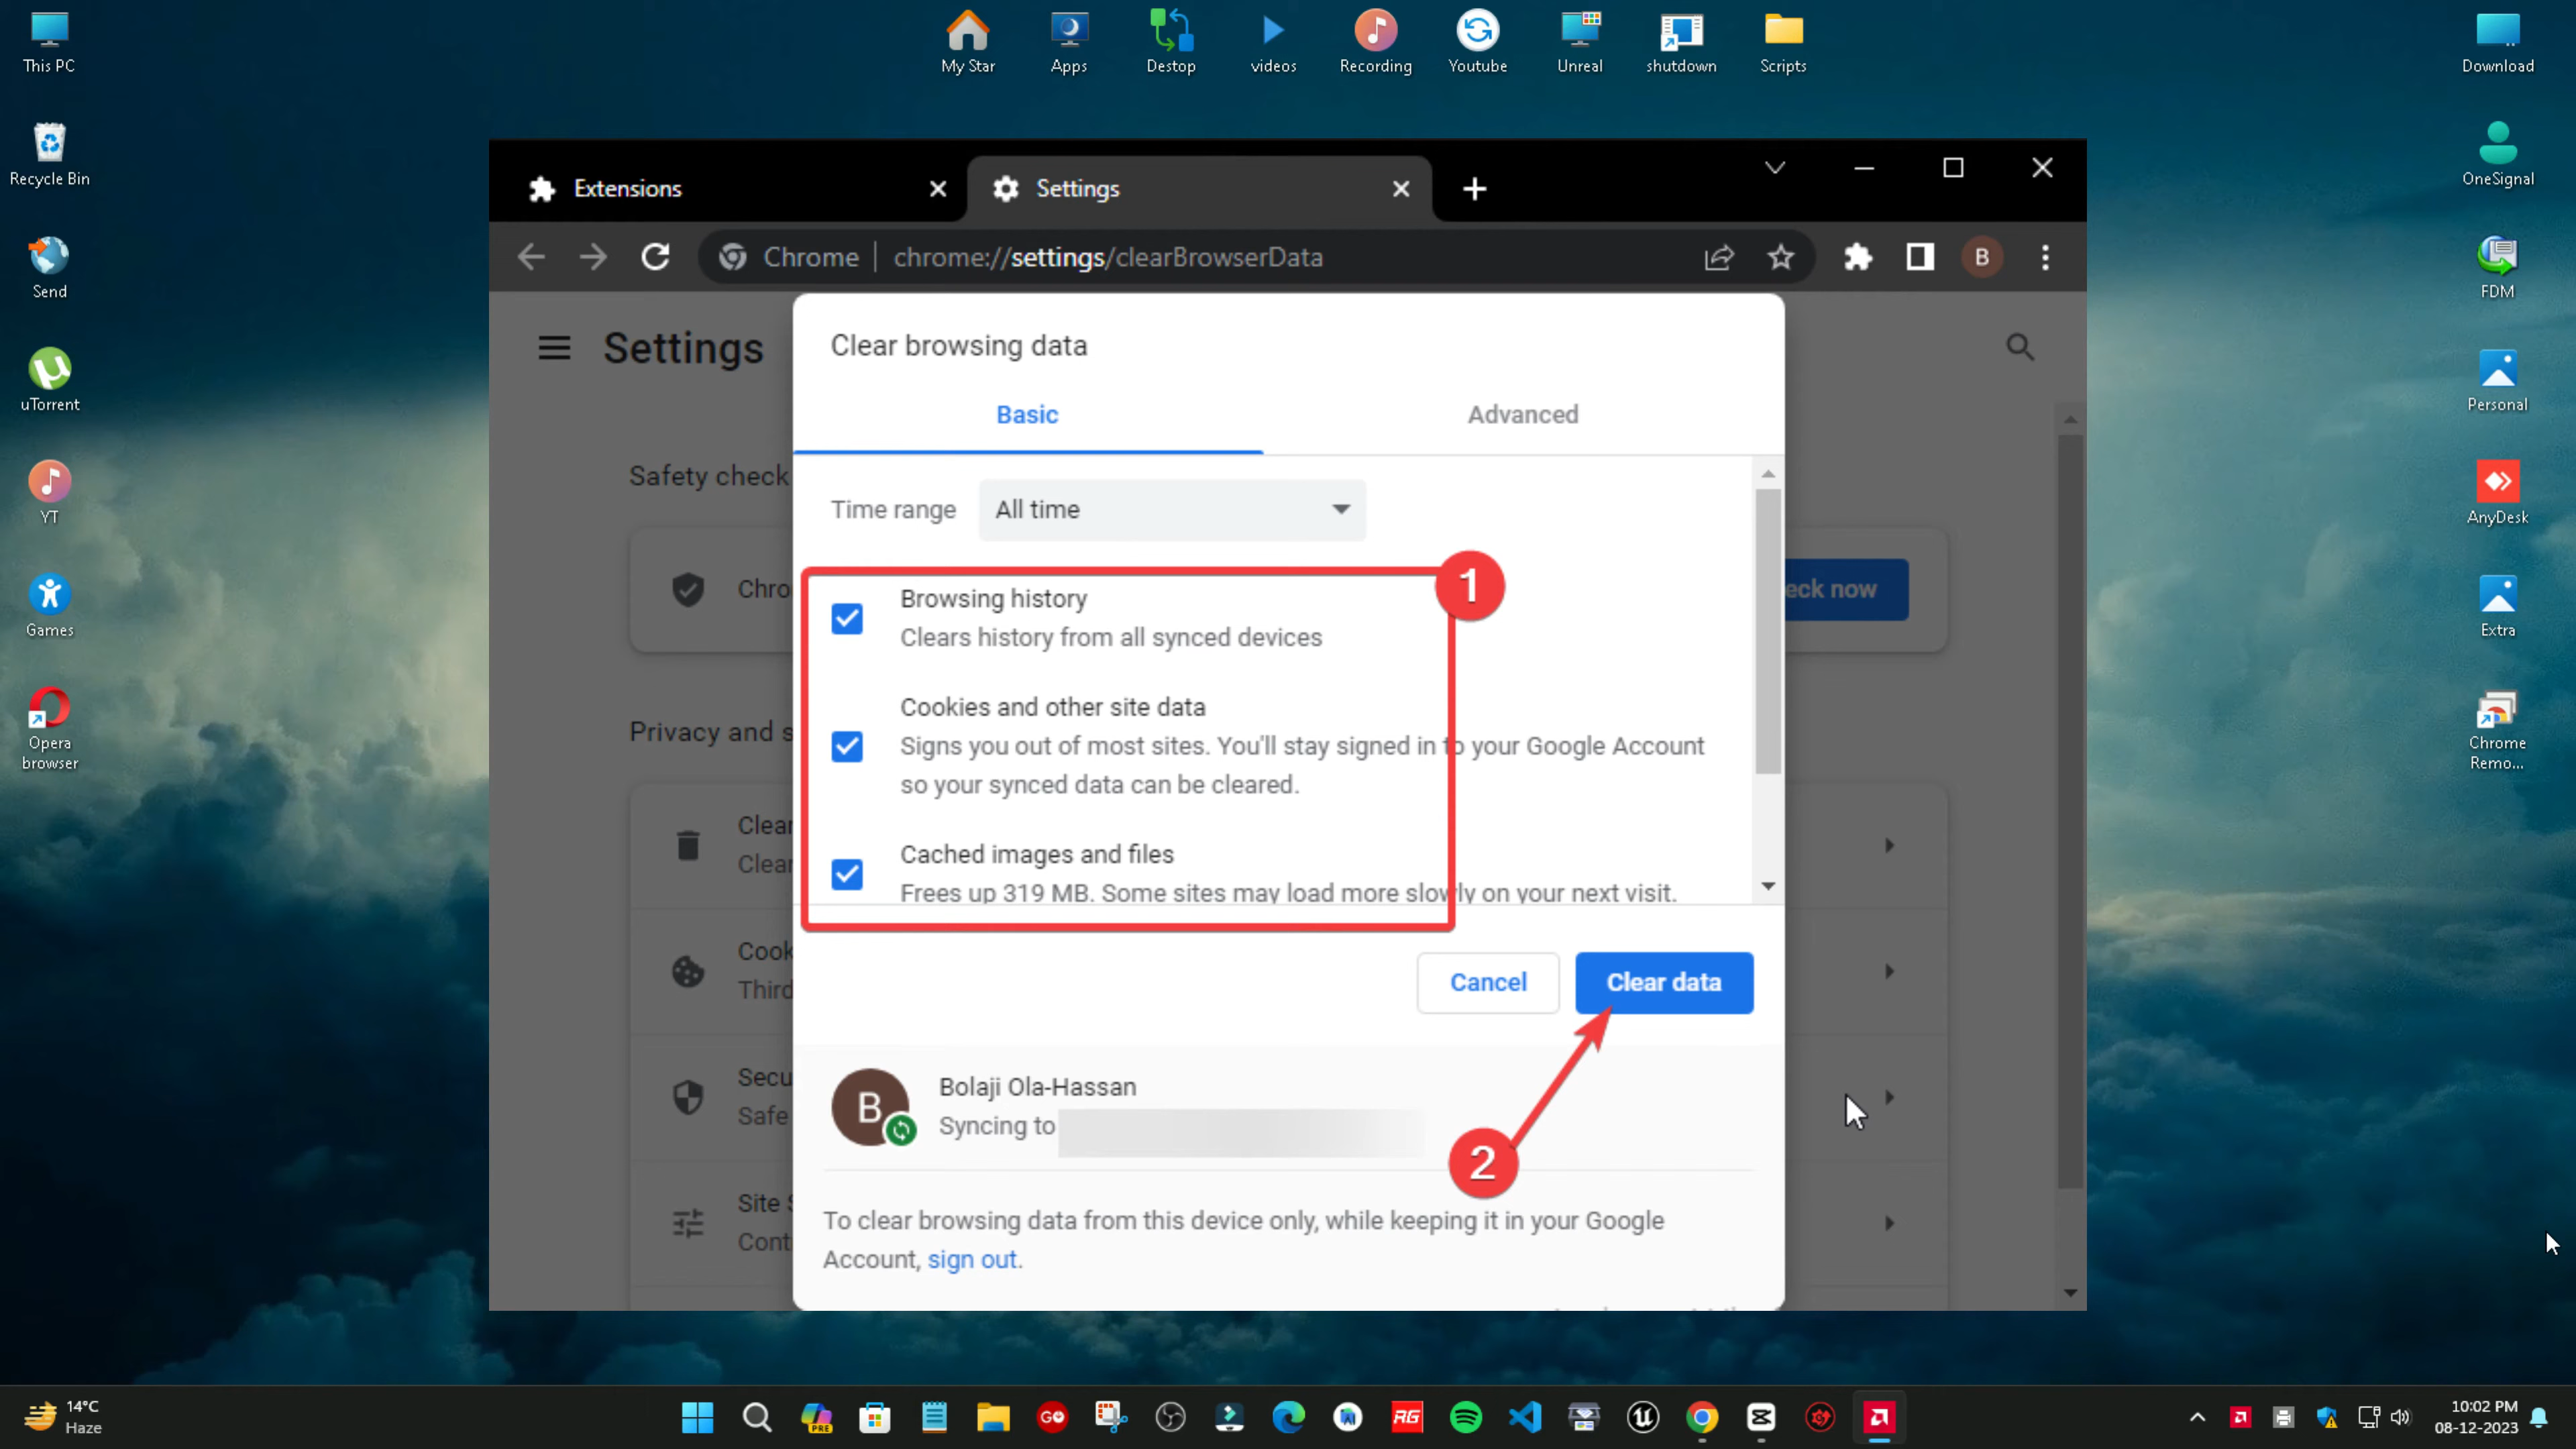 This PC
Recycle Bin
Send
uTorrent
YT
Games
Opera
browser
My Star
Apps
Destop
videos
Recording
Youtube
Unreal
shutdown
Scripts
Download
OneSignal
FDM
Personal
AnyDesk
Extra
Chrome
Remo...
Extensions
Settings
Chrome
chrome://settings/clearBrowserData
B
Settings
Safety check
Chro
eck now
Privacy and s
Clear
Clear
Cook
Third
Secu
Safe
Site S
Cont
Clear browsing data
Basic
Advanced
Time range
All time
1
Browsing history
Clears history from all synced devices
Cookies and other site data
Signs you out of most sites. You'll stay signed in to your Google Account
so your synced data can be cleared.
Cached images and files
Frees up 319 MB. Some sites may load more slowly on your next visit.
Cancel
Clear data
B
Bolaji Ola-Hassan
Syncing to
2
To clear browsing data from this device only, while keeping it in your Google
Account, sign out.
14°C
Haze
PRE
GO
RG
10:02 PM
08-12-2023